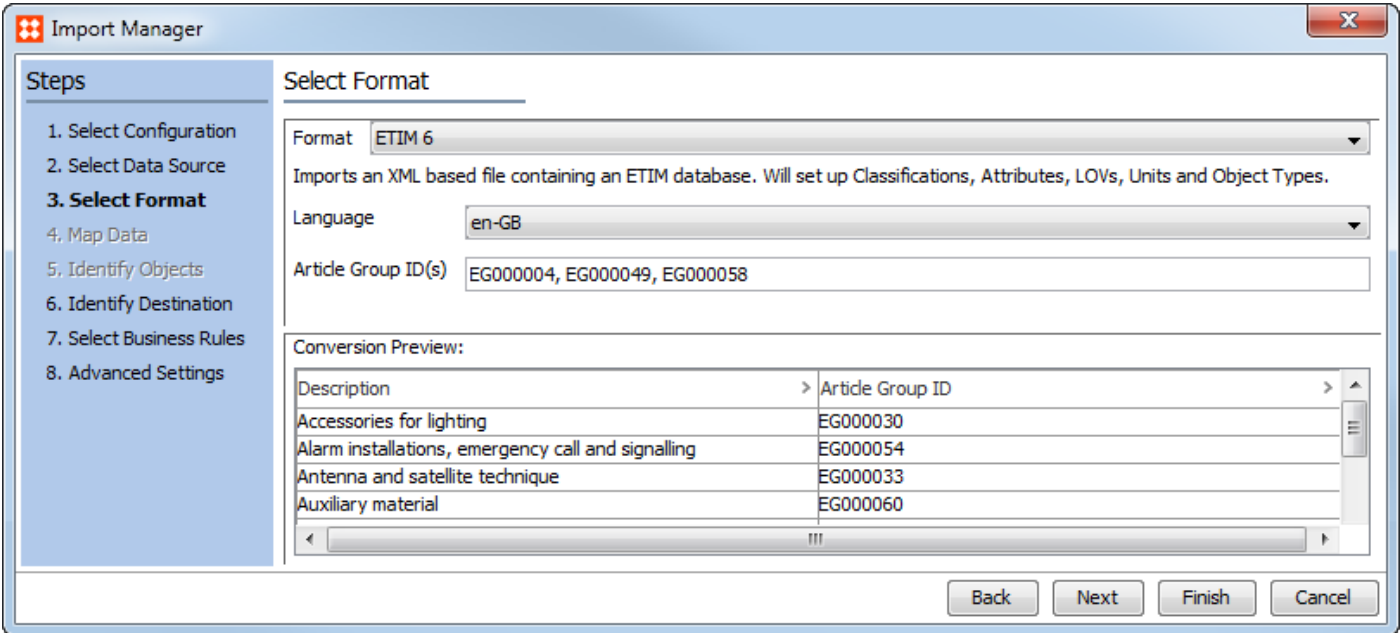 Import Manager
Steps
1. Select Configuration
2. Select Data Source
3. Select Format
4. Map Data
5. Identify Objects
6. Identify Destination
7. Select Business Rules
8. Advanced Settings
Select Format
Format ETIM 6
Imports an XML based file containing an ETIM database. Will set up Classifications, Attributes, LOVs, Units and Object Types.
Language en-GB
Article Group ID(s) EG000004, EG000049, EG000058
Conversion Preview:
Description > Article Group ID >
Accessories for lighting EG000030
Alarm installations, emergency call and signalling EG000054
Antenna and satellite technique EG000033
Auxiliary material EG000060
Back Next Finish Cancel